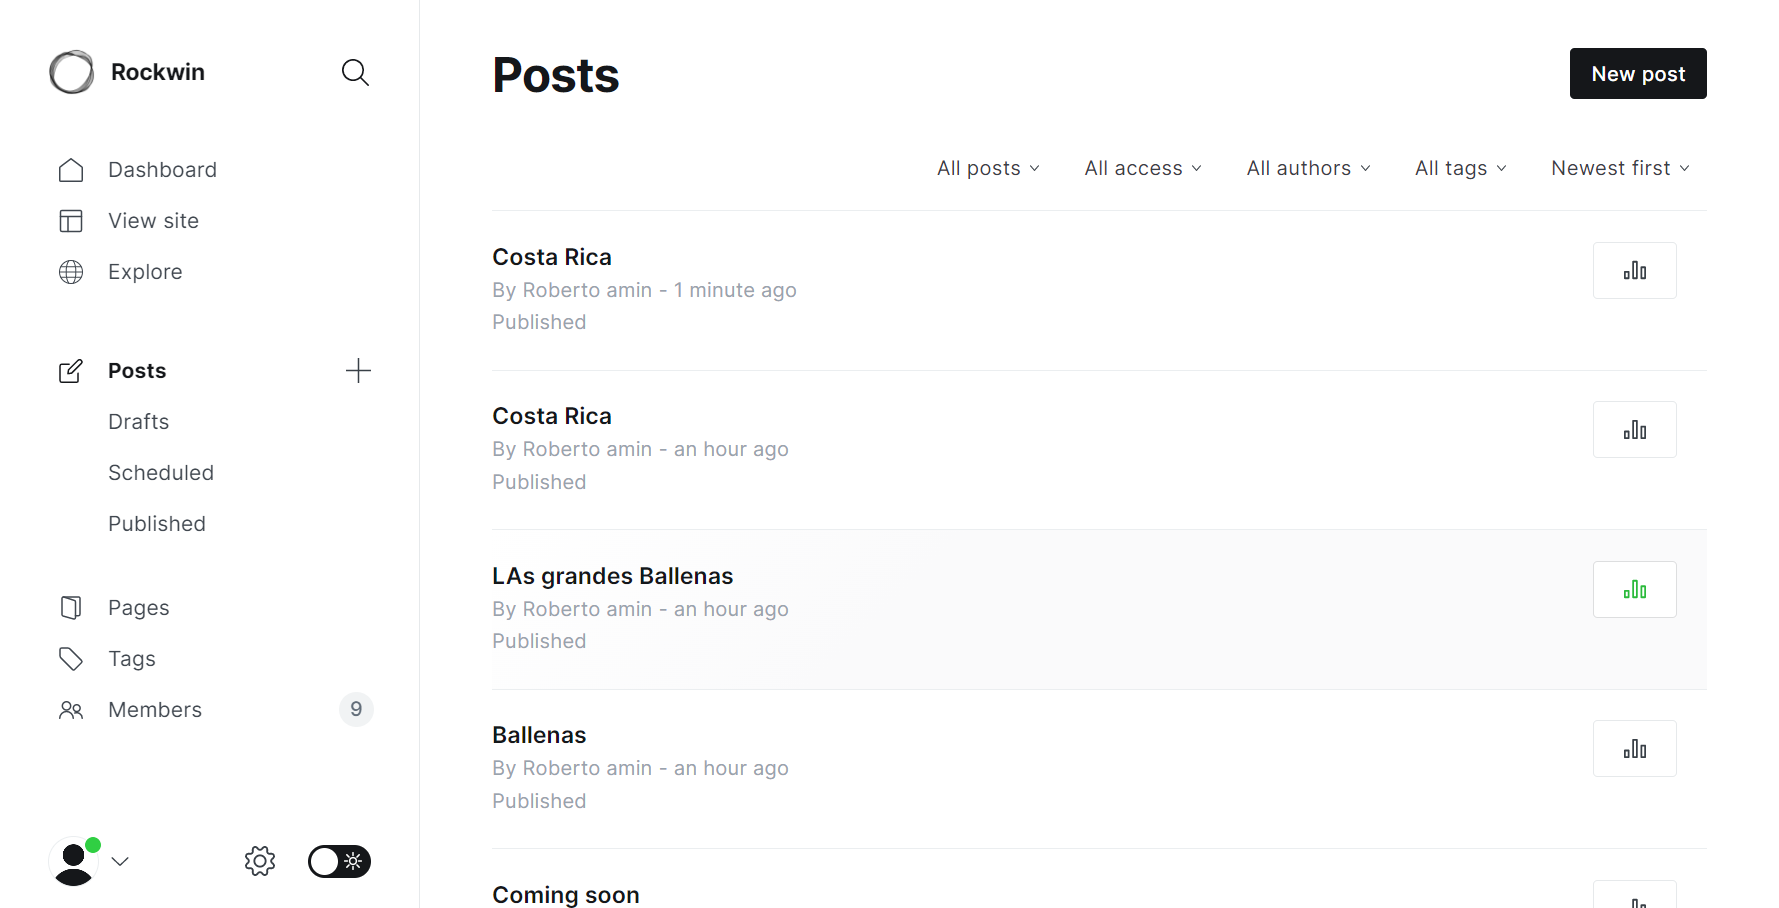 Rockwin
Dashboard
View site
Explore
Posts
Drafts
Scheduled
Published
Pages
Tags
Members 9
Posts
New post
All posts All access All authors All tags Newest first
Costa Rica
By Roberto amin - 1 minute ago
Published
Costa Rica
By Roberto amin - an hour ago
Published
LAs grandes Ballenas
By Roberto amin - an hour ago
Published
Ballenas
By Roberto amin - an hour ago
Published
Coming soon